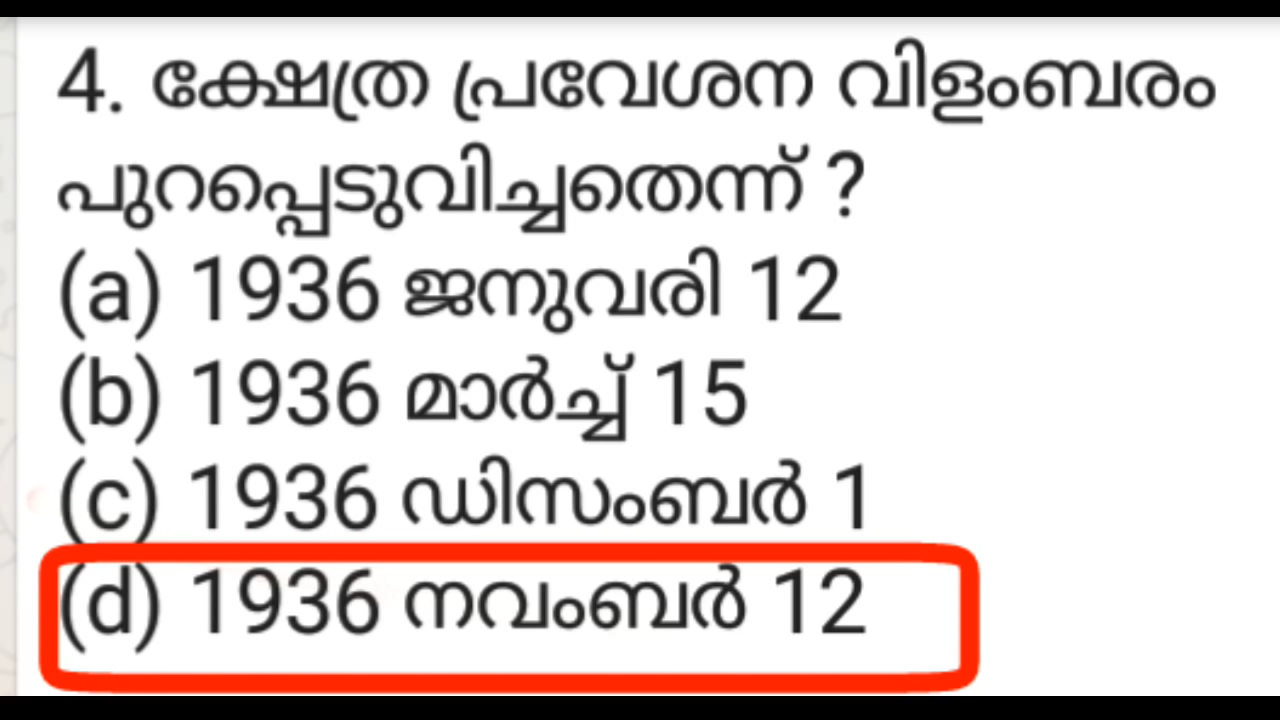 4. ക്ഷേത്ര പ്രവേശന വിളംബരം
പുറപ്പെടുവിച്ചതെന്ന് ?
(a) 1936 ജനുവരി 12
(b) 1936 മാർച്ച് 15
(c) 1936 ഡിസംബർ 1
(d) 1936 നവംബർ 12